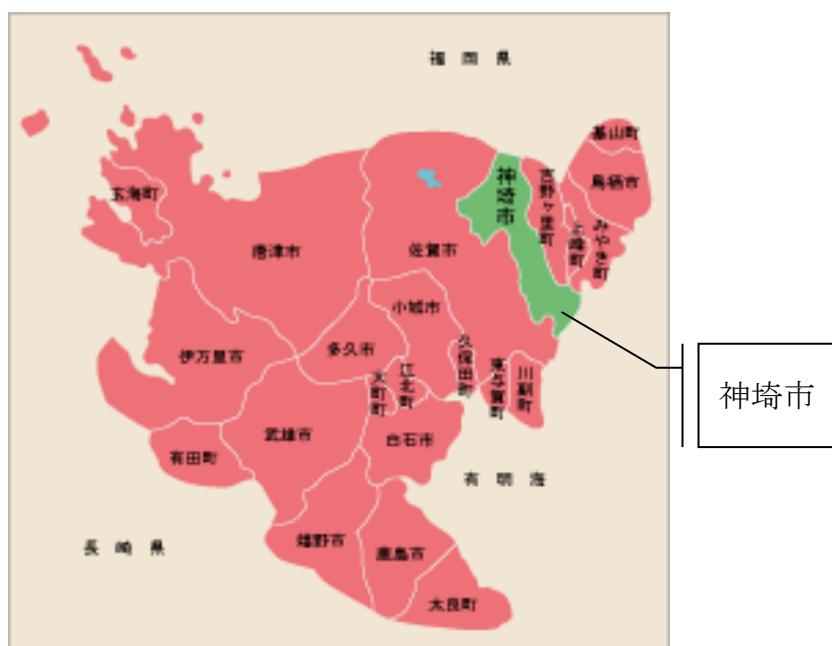 福岡県
基山町
鳥栖市
神埼市
吉野ヶ里町
上峰町
みやき町
玄海町
唐津市
佐賀市
小城市
多久市
久保田町
伊万里市
江北町
大町町
東与賀町
川副町
神埼市
武雄市
白石市
有田町
有明海
長崎県
嬉野市
鹿島市
太良町